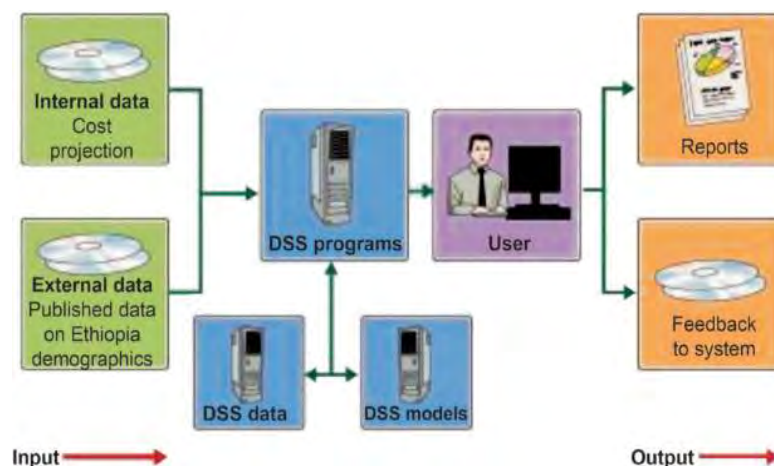 Internal data
Cost
projection
External data
Published data
on Ethiopia
demographics
DSS programs
DSS data
DSS models
User
Reports
Feedback
to system
Input
Output